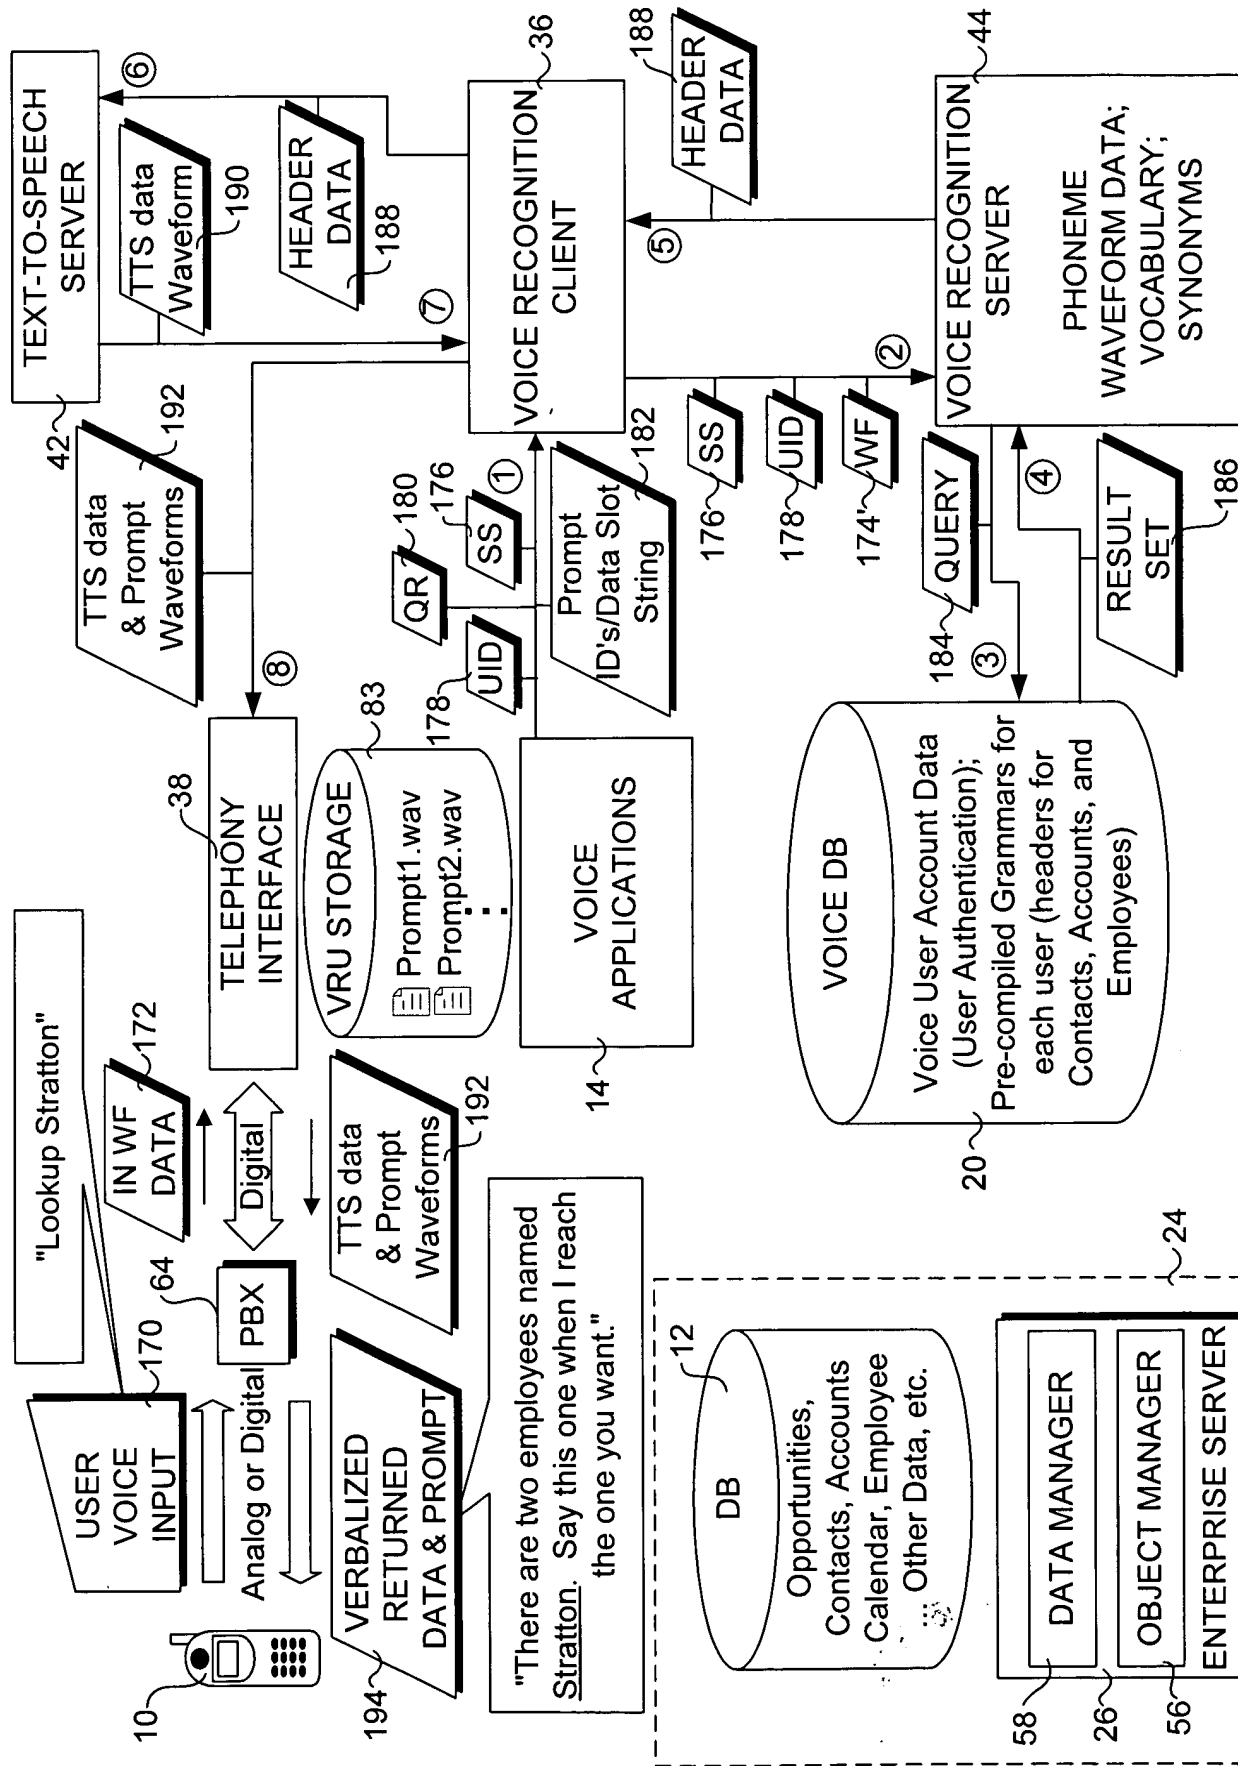 "Lookup Stratton"
USER
VOICE
INPUT
170
64
PBX
IN WF
DATA
172
Digital
Analog or Digital
10
VERBALIZED
RETURNED
DATA & PROMPT
194
TTS data
& Prompt
Waveforms
192
"There are two employees named
Stratton. Say this one when I reach
the one you want."
38
TELEPHONY
INTERFACE
8
TTS data
& Prompt
Waveforms
192
42
TEXT-TO-SPEECH
SERVER
TTS data
Waveform
190
6
HEADER
DATA
188
7
VOICE RECOGNITION
CLIENT
36
VRU STORAGE
Prompt1.wav
Prompt2.wav
83
VOICE
APPLICATIONS
14
UID
178
QR
180
SS
176
1
Prompt
ID's/Data Slot
String
182
SS
176
UID
178
WF
174'
2
HEADER
DATA
188
5
VOICE RECOGNITION
SERVER
44
PHONEME
WAVEFORM DATA;
VOCABULARY;
SYNONYMS
QUERY
184
3
4
RESULT
SET
186
VOICE DB
Voice User Account Data
(User Authentication);
Pre-compiled Grammars for
each user (headers for
Contacts, Accounts, and
Employees)
20
24
12
DB
Opportunities,
Contacts, Accounts
Calendar, Employee
Other Data, etc.
DATA MANAGER
58
OBJECT MANAGER
56
26
ENTERPRISE SERVER